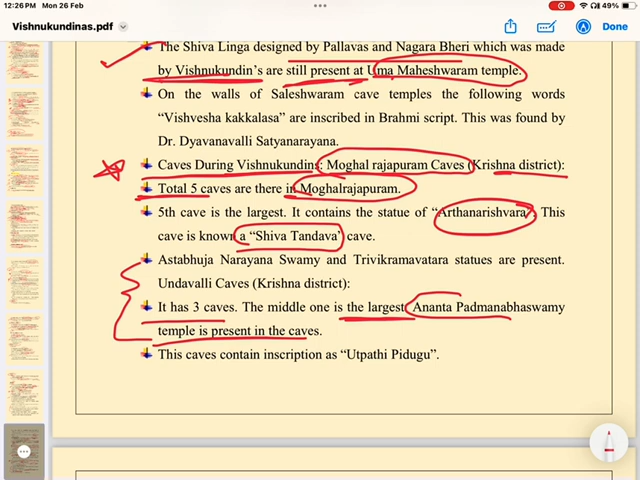 12:26 PM Mon 26 Feb
49%
Vishnukundinas.pdf
Done
The Shiva Linga designed by Pallavas and Nagara Bheri which was made
by Vishnukundin's are still present at Uma Maheshwaram temple.
On the walls of Saleshwaram cave temples the following words
“Vishvesha kakkalasa” are inscribed in Brahmi script. This was found by
Dr. Dyavanavalli Satyanarayana.
Caves During Vishnukundins: Moghal rajapuram Caves (Krishna district):
Total 5 caves are there in Moghalrajapuram.
5th cave is the largest. It contains the statue of “Arthanarishvara”. This
cave is known a “Shiva Tandava” cave.
Astabhuja Narayana Swamy and Trivikramavatara statues are present.
Undavalli Caves (Krishna district):
It has 3 caves. The middle one is the largest. Ananta Padmanabhaswamy
temple is present in the caves.
This caves contain inscription as “Utpathi Pidugu”.